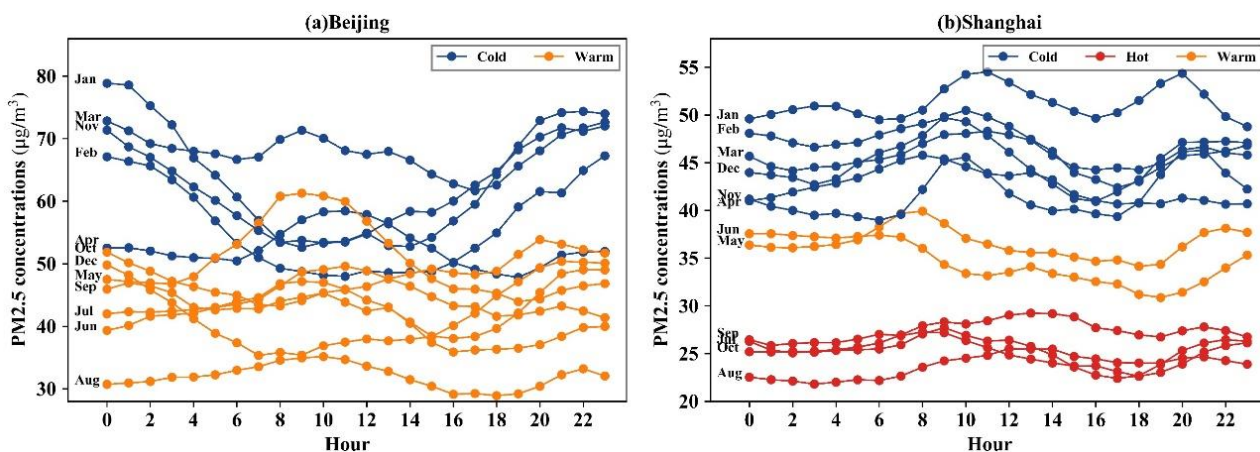 (a)Beijing
Cold Warm
PM2.5 concentrations (μg/m³)
80
70
60
50
40
30
Jan
Mar
Nov
Feb
Apr
Oct
Dec
May
Sep
Jul
Jun
Aug
0 2 4 6 8 10 12 14 16 18 20 22
Hour
(b)Shanghai
Cold Hot Warm
PM2.5 concentrations (μg/m³)
55
50
45
40
35
30
25
20
Jan
Feb
Mar
Dec
Nov
Apr
Jun
May
Sep
Jul
Oct
Aug
0 2 4 6 8 10 12 14 16 18 20 22
Hour